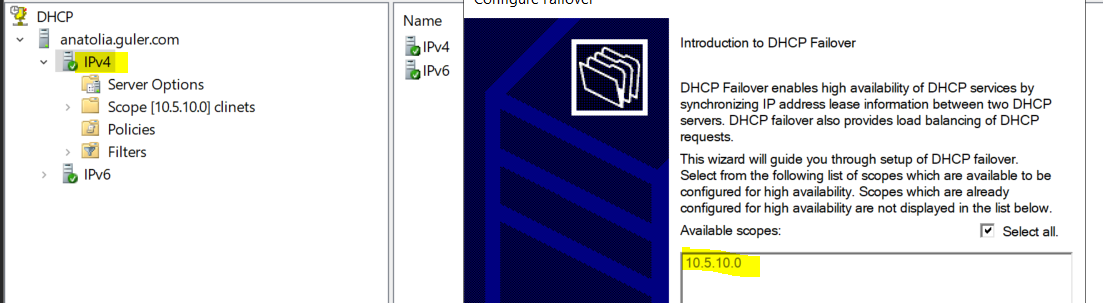 DHCP
anatolia.guler.com
IPv4
Server Options
Scope [10.5.10.0] clinets
Policies
Filters
IPv6
Name
IPv4
IPv6
Configure Failover
Introduction to DHCP Failover
DHCP Failover enables high availability of DHCP services by
synchronizing IP address lease information between two DHCP
servers. DHCP failover also provides load balancing of DHCP
requests.
This wizard will guide you through setup of DHCP failover.
Select from the following list of scopes which are available to be
configured for high availability. Scopes which are already
configured for high availability are not displayed in the list below.
Available scopes:
Select all.
10.5.10.0